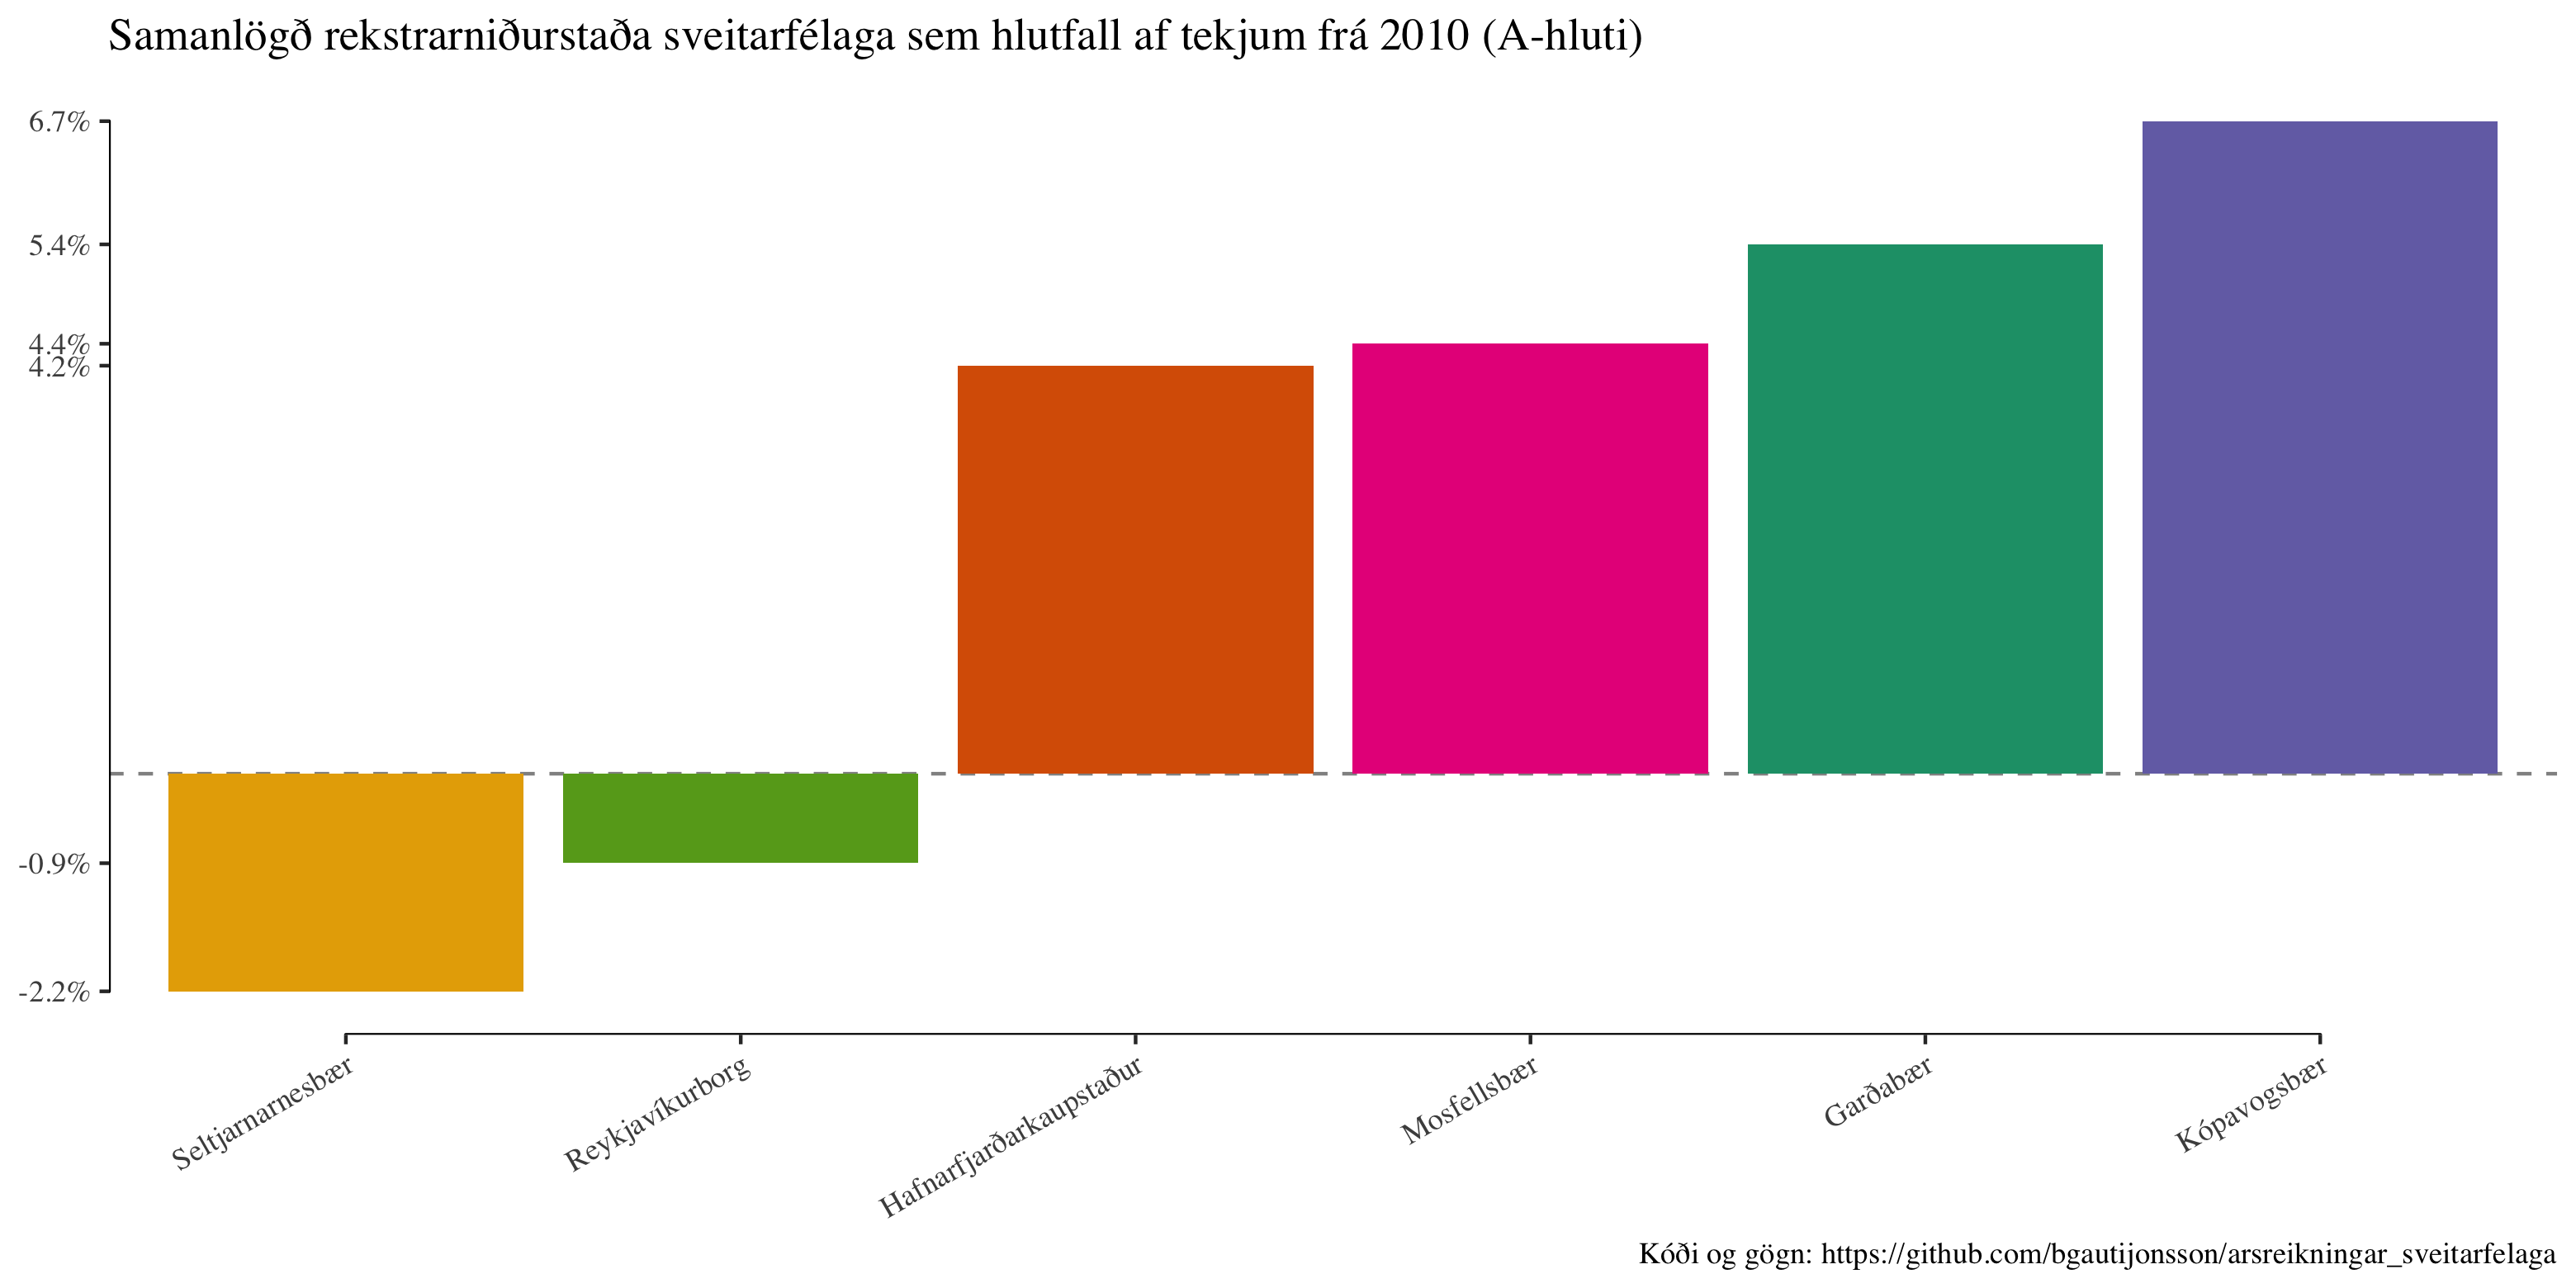 Samanlögð rekstrarniðurstaða sveitarfélaga sem hlutfall af tekjum frá 2010 (A-hluti)
6.7%
5.4%
4.4%
4.2%
-0.9%
-2.2%
Seltjarnarnesbær
Reykjavíkurborg
Hafnarfjarðarkaupstaður
Mosfellsbær
Garðabær
Kópavogsbær
Kóði og gögn: https://github.com/bgautijonsson/arsreikningar_sveitarfelaga